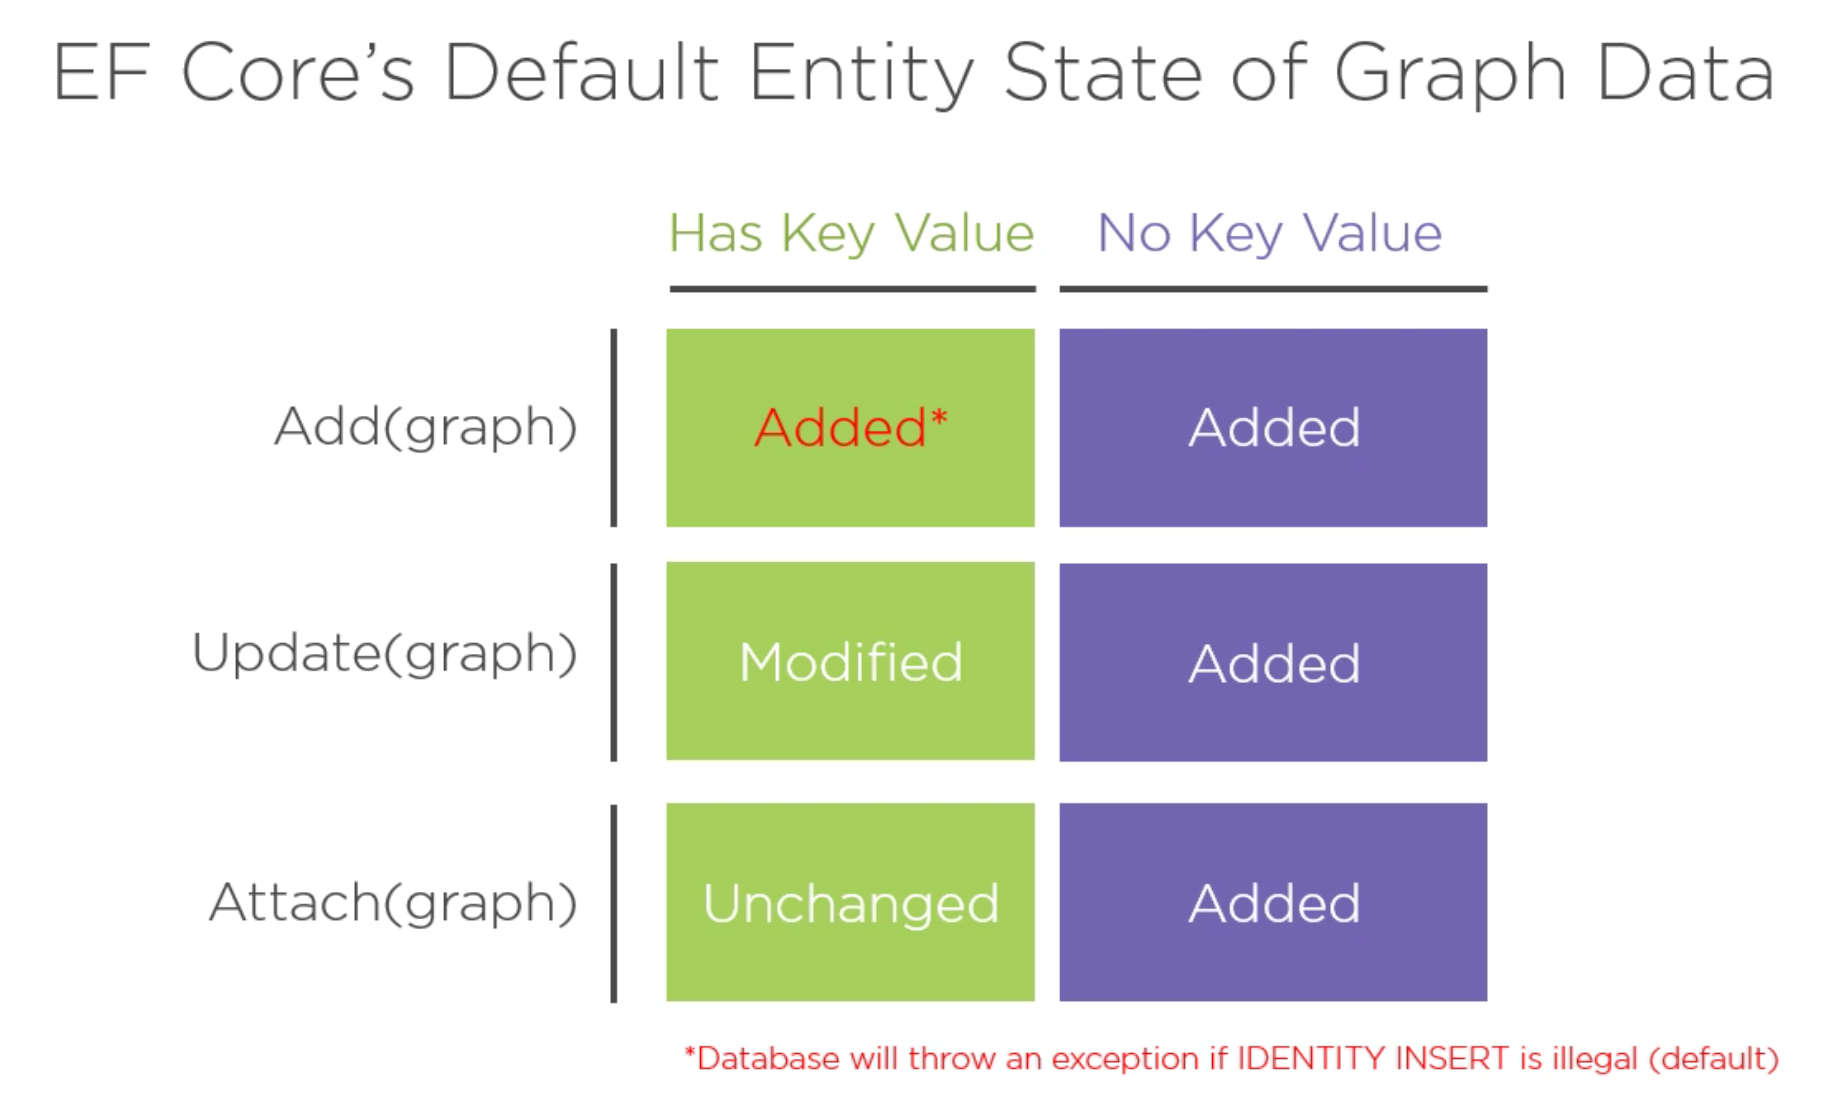 EF Core’s Default Entity State of Graph Data
Has Key Value No Key Value
Add(graph) Added* Added
Update(graph) Modified Added
Attach(graph) Unchanged Added
*Database will throw an exception if IDENTITY INSERT is illegal (default)